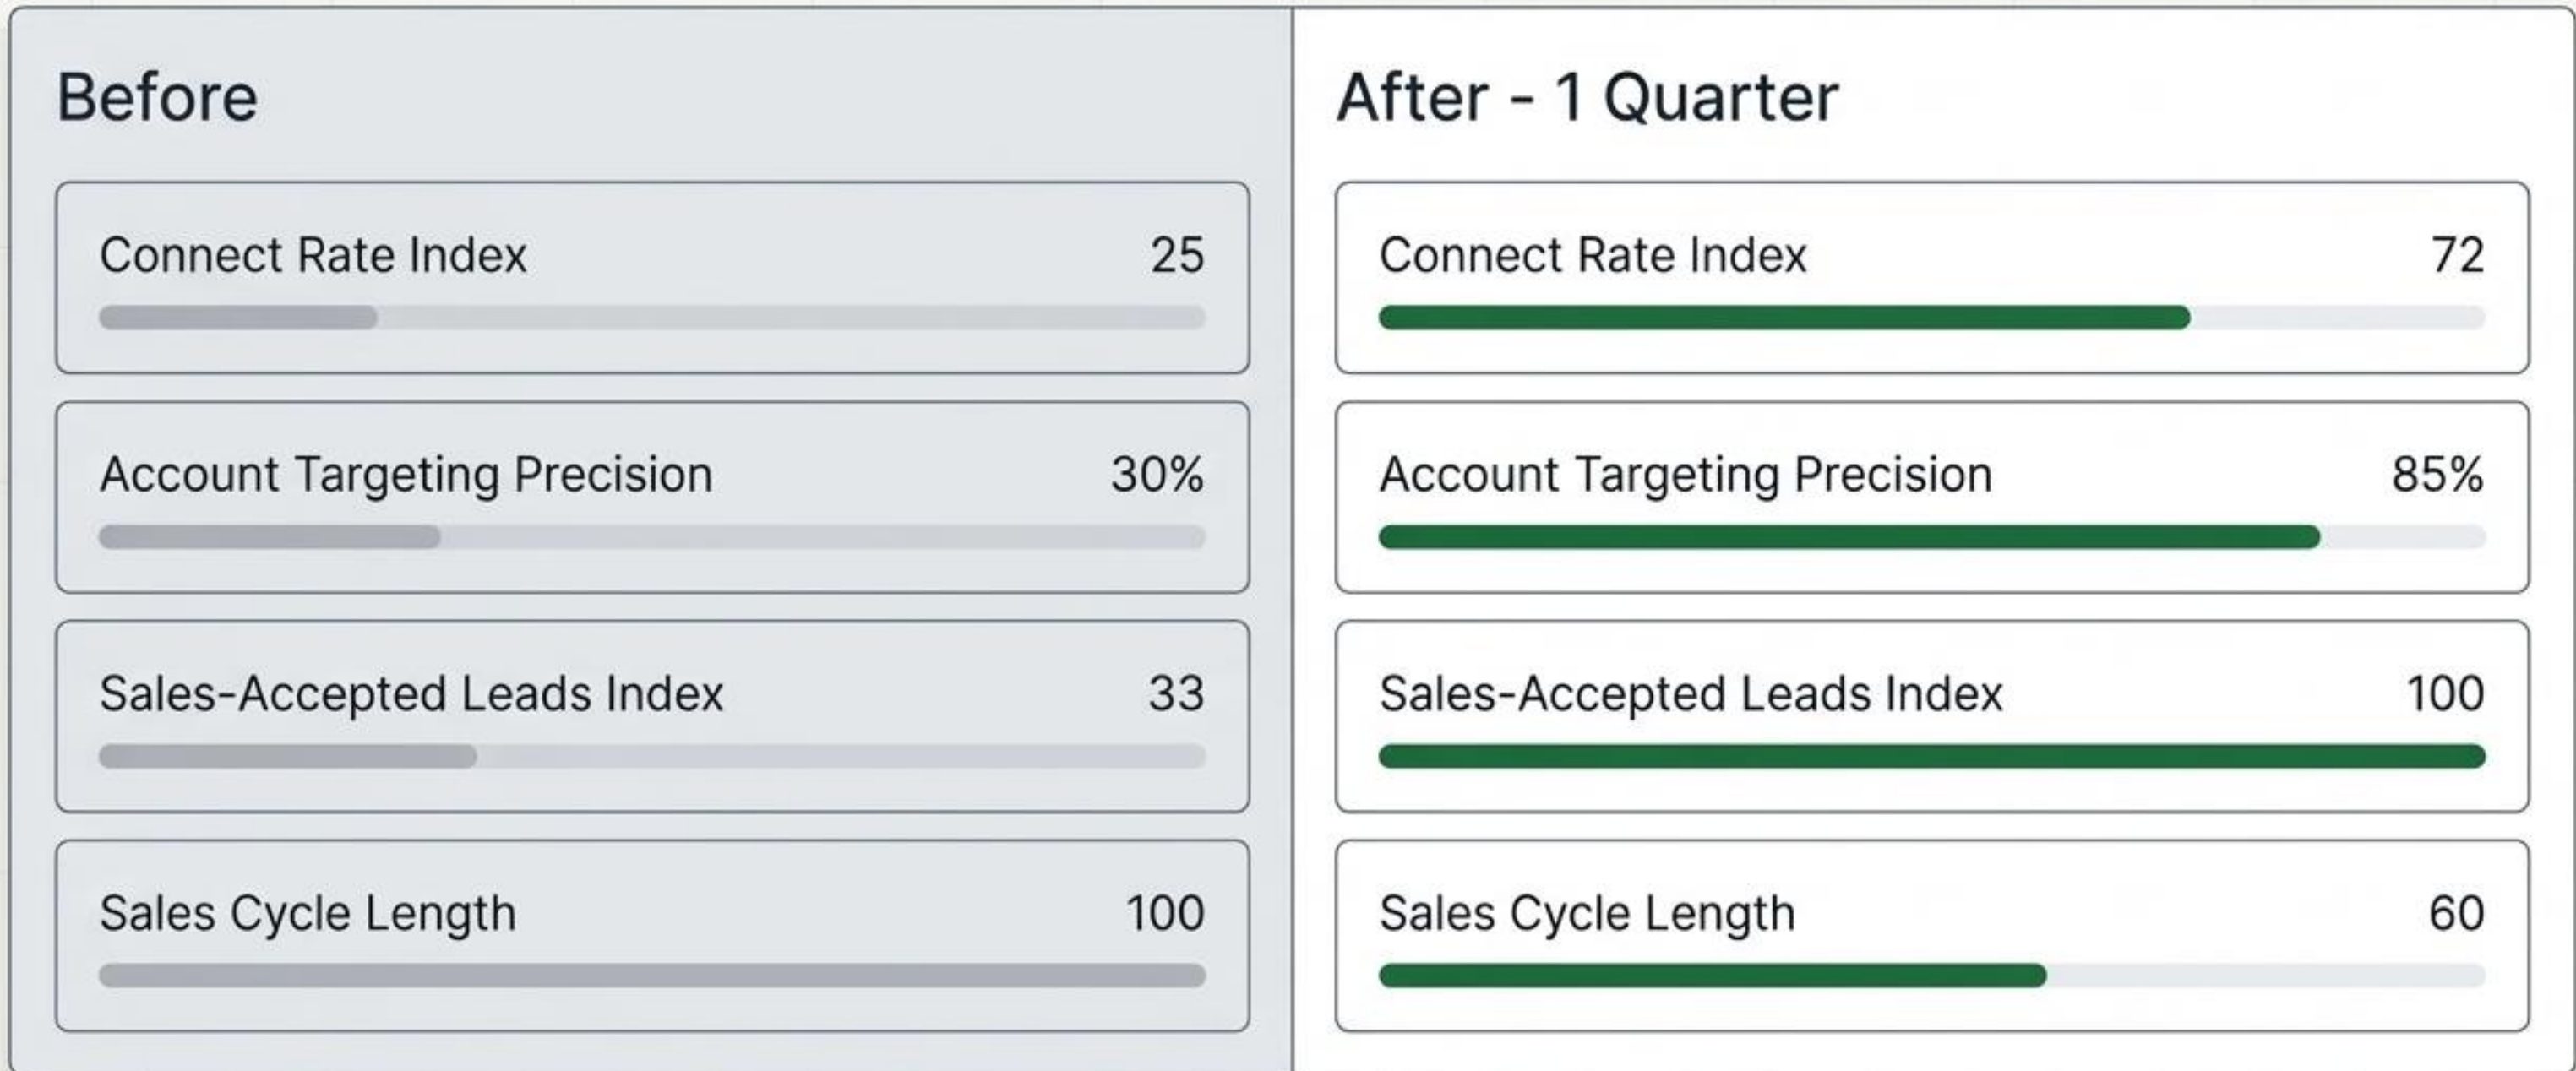 Before
Connect Rate Index 25
Account Targeting Precision 30%
Sales-Accepted Leads Index 33
Sales Cycle Length 100
After - 1 Quarter
Connect Rate Index 72
Account Targeting Precision 85%
Sales-Accepted Leads Index 100
Sales Cycle Length 60